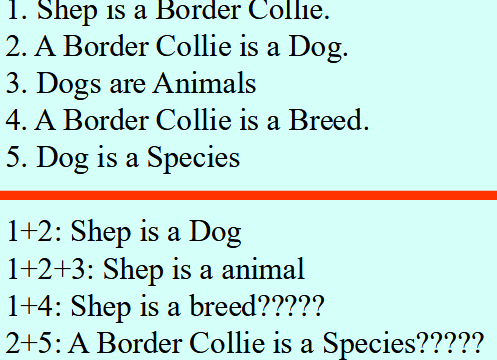 1. Shep is a Border Collie.
2. A Border Collie is a Dog.
3. Dogs are Animals
4. A Border Collie is a Breed.
5. Dog is a Species
1+2: Shep is a Dog
1+2+3: Shep is a animal
1+4: Shep is a breed?????
2+5: A Border Collie is a Species?????